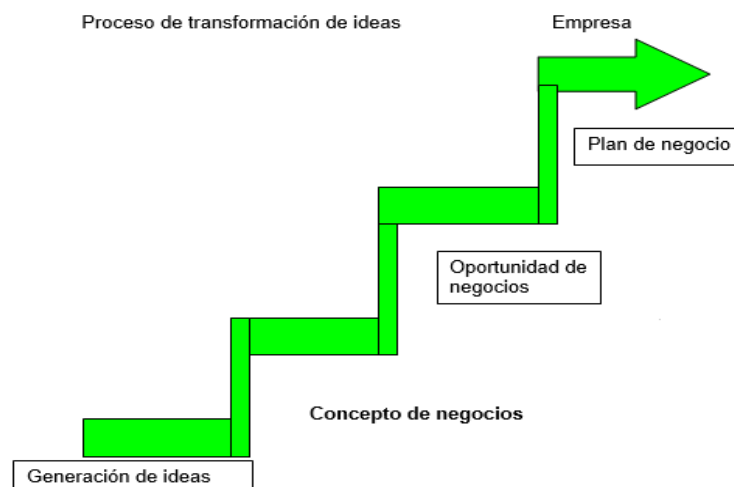 Proceso de transformación de ideas
Empresa
Plan de negocio
Oportunidad de
negocios
Concepto de negocios
Generación de ideas